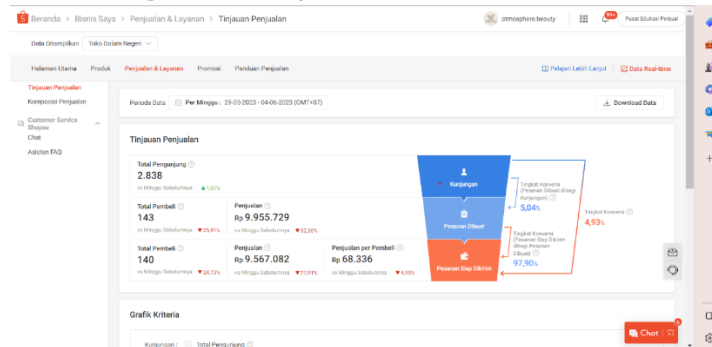 Beranda > Bisnis Saya > Penjualan & Layanan > Tinjauan Penjualan
atmosphere.beauty
99+
Pusat Edukasi Penjual
Data Ditampilkan Toko Dalam Negeri
Halaman Utama Produk Penjualan & Layanan Promosi Panduan Penjualan
Pelajari Lebih Lanjut Data Real-time
Tinjauan Penjualan
Komposisi Penjualan
Customer Service Shopee
Chat
Asisten FAQ
Periode Data Per Minggu : 29-05-2023 - 04-06-2023 (GMT+07)
Download Data
Tinjauan Penjualan
Total Pengunjung
2.838
vs Minggu Sebelumnya
Total Pembeli Penjualan
143 Rp 9.955.729
vs Minggu Sebelumnya 25,91% vs Minggu Sebelumnya
Total Pembeli Penjualan Penjualan per Pembeli
140 Rp 9.567.082 Rp 68.336
vs Minggu Sebelumnya 24,73% vs Minggu Sebelumnya vs Minggu Sebelumnya
Kunjungan
Pesanan Dibuat
Pesanan Siap Dikirim
Tingkat Konversi
(Pesanan Dibuat dibagi
Kunjungan)
5,04%
Tingkat Konversi
4,93%
Tingkat Konversi
(Pesanan Siap Dikirim
dibagi Pesanan
Dibuat)
97,90%
Grafik Kriteria
Kunjungan : Total Pengunjung
Chat